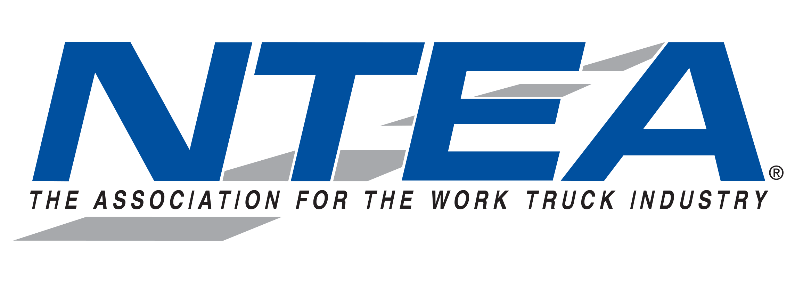 NTEA®
THE ASSOCIATION FOR THE WORK TRUCK INDUSTRY